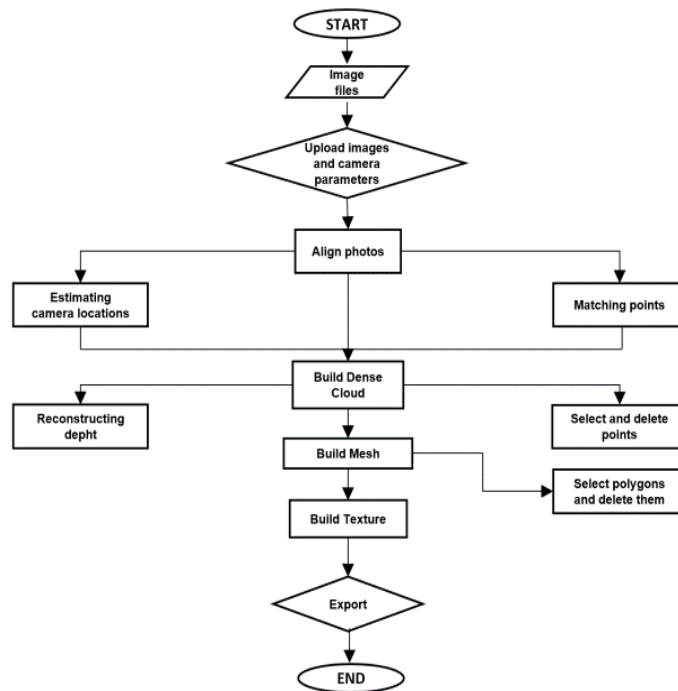 START
Image
files
Upload images
and camera
parameters
Align photos
Estimating
camera locations
Matching points
Build Dense
Cloud
Reconstructing
depht
Select and delete
points
Build Mesh
Select polygons
and delete them
Build Texture
Export
END